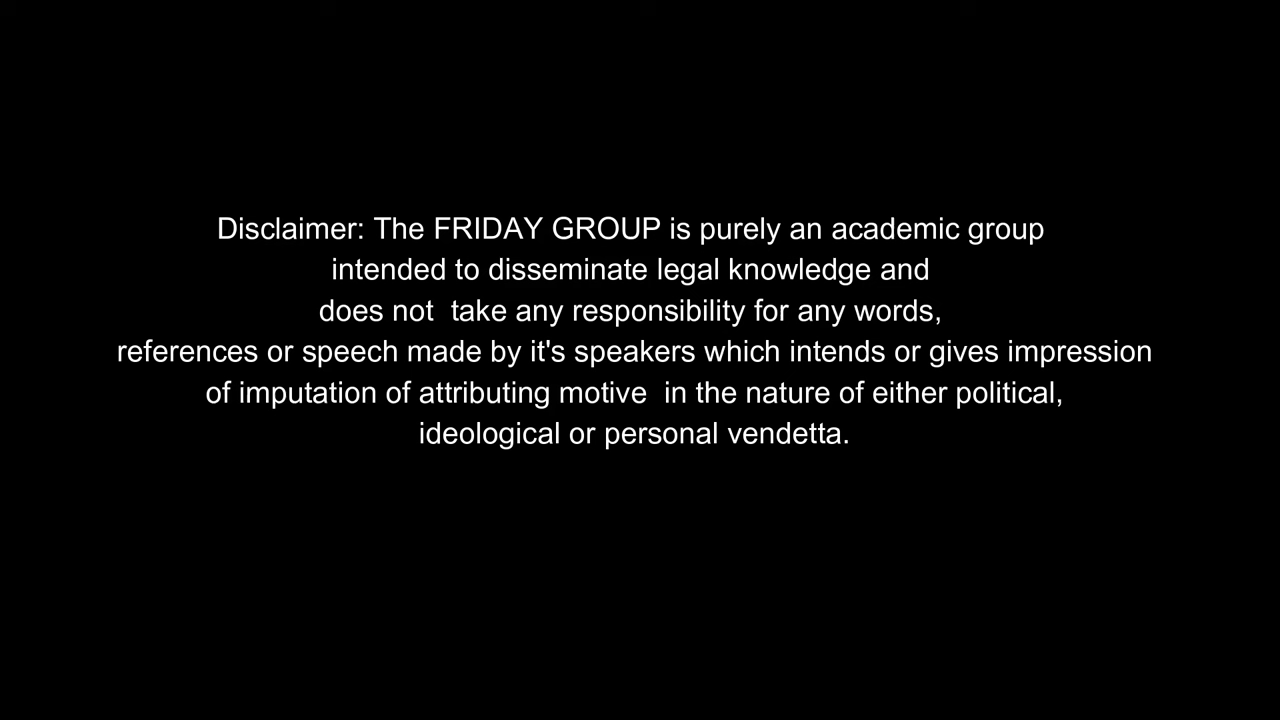 Disclaimer: The FRIDAY GROUP is purely an academic group
intended to disseminate legal knowledge and
does not  take any responsibility for any words,
references or speech made by it's speakers which intends or gives impression
of imputation of attributing motive  in the nature of either political,
ideological or personal vendetta.